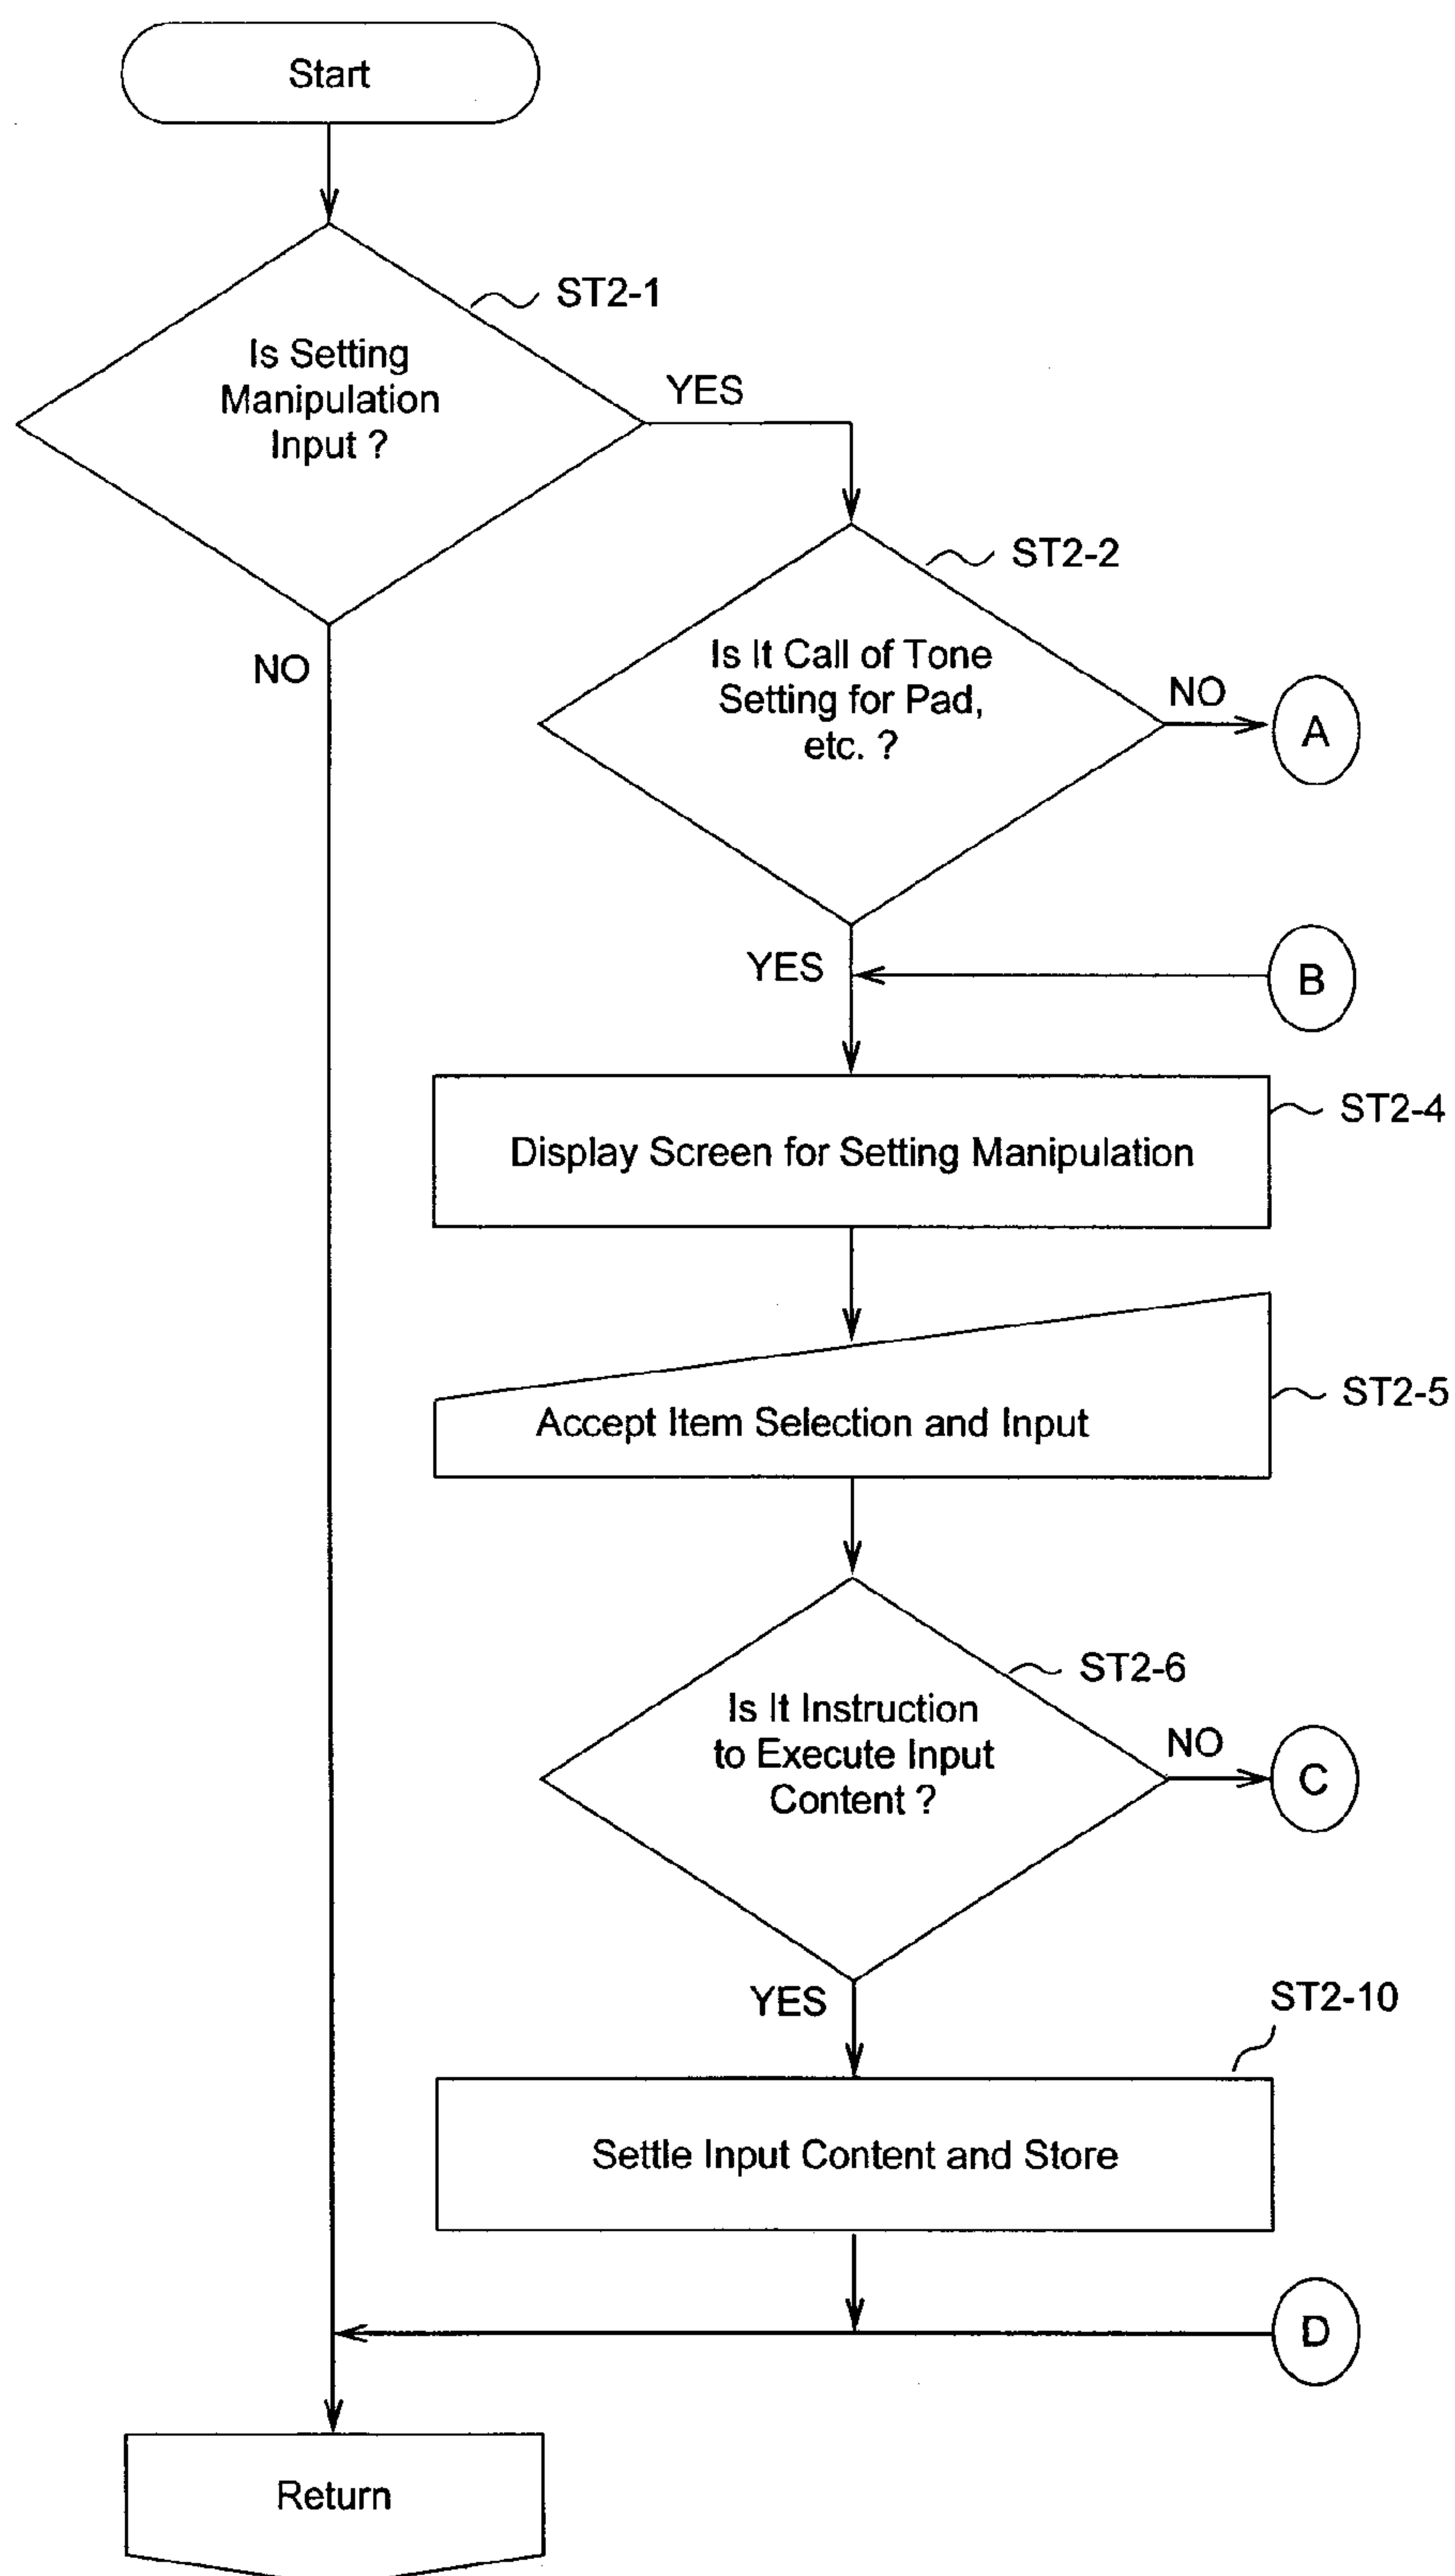 Start
ST2-1
Is Setting
Manipulation
Input ?
YES
NO
ST2-2
Is It Call of Tone
Setting for Pad,
etc. ?
NO
A
YES
B
ST2-4
Display Screen for Setting Manipulation
ST2-5
Accept Item Selection and Input
ST2-6
Is It Instruction
to Execute Input
Content ?
NO
C
YES
ST2-10
Settle Input Content and Store
D
Return